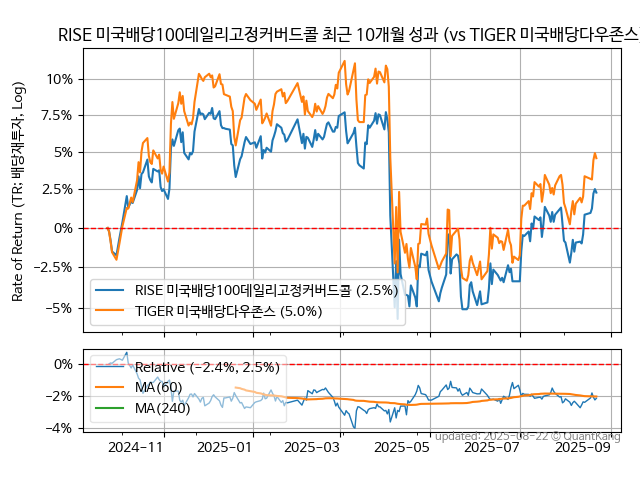 RISE 미국배당100데일리고정커버드콜 최근 10개월 성과 (vs TIGER 미국배당다우존스)
Rate of Return (TR: 배당재투자, Log)
10%
7.5%
5%
2.5%
0%
−2.5%
−5%
RISE 미국배당100데일리고정커버드콜 (2.5%)
TIGER 미국배당다우존스 (5.0%)
0%
−2%
−4%
Relative (−2.4%, 2.5%)
MA(60)
MA(240)
updated: 2025-08-22 © QuantKang
2024-11
2025-01
2025-03
2025-05
2025-07
2025-09